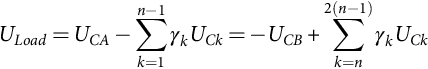 $U_{Load} = U_{CA} - \sum_{k=1}^{n-1} \gamma_k U_{Ck} = -U_{CB} + \sum_{k=n}^{2(n-1)} \gamma_k U_{Ck}$